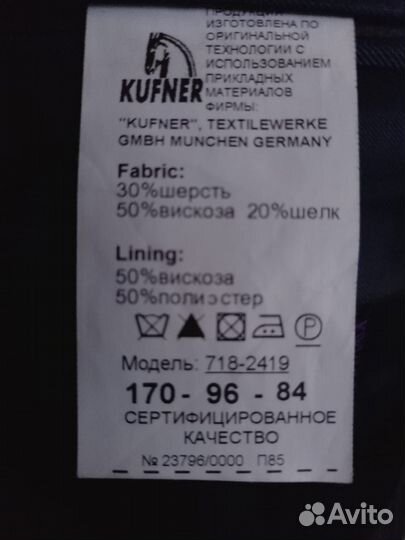 ПРОДУКЦИЯ
ИЗГОТОВЛЕНА ПО
ОРИГИНАЛЬНОЙ
ТЕХНОЛОГИИ С
ИСПОЛЬЗОВАНИЕМ
ПРИКЛАДНЫХ
МАТЕРИАЛОВ
ФИРМЫ:
KUFNER
"KUFNER", TEXTILEWERKE
GMBH MUNCHEN GERMANY
Fabric:
30%шерсть
50%вискоза 20%шелк
Lining:
50%вискоза
50%полиэстер
P
Модель: 718-2419
170 - 96 - 84
СЕРТИФИЦИРОВАННОЕ
КАЧЕСТВО
№ 23796/0000 П85
Avito